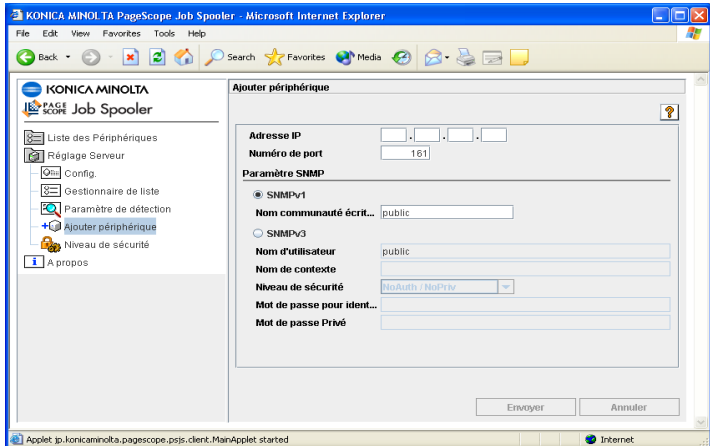 KONICA MINOLTA PageScope Job Spooler - Microsoft Internet Explorer
File Edit View Favorites Tools Help
Back Search Favorites Media
KONICA MINOLTA
PAGE SCOPE Job Spooler
Liste des Périphériques
Réglage Serveur
Config.
Gestionnaire de liste
Paramètre de détection
Ajouter périphérique
Niveau de sécurité
A propos
Ajouter périphérique
?
Adresse IP . . .
Numéro de port 161
Paramètre SNMP
SNMPv1
Nom communauté écrit... public
SNMPv3
Nom d'utilisateur public
Nom de contexte
Niveau de sécurité NoAuth / NoPriv
Mot de passe pour ident...
Mot de passe Privé
Envoyer Annuler
Applet jp.konicaminolta.pagescope.psjs.client.MainApplet started Internet